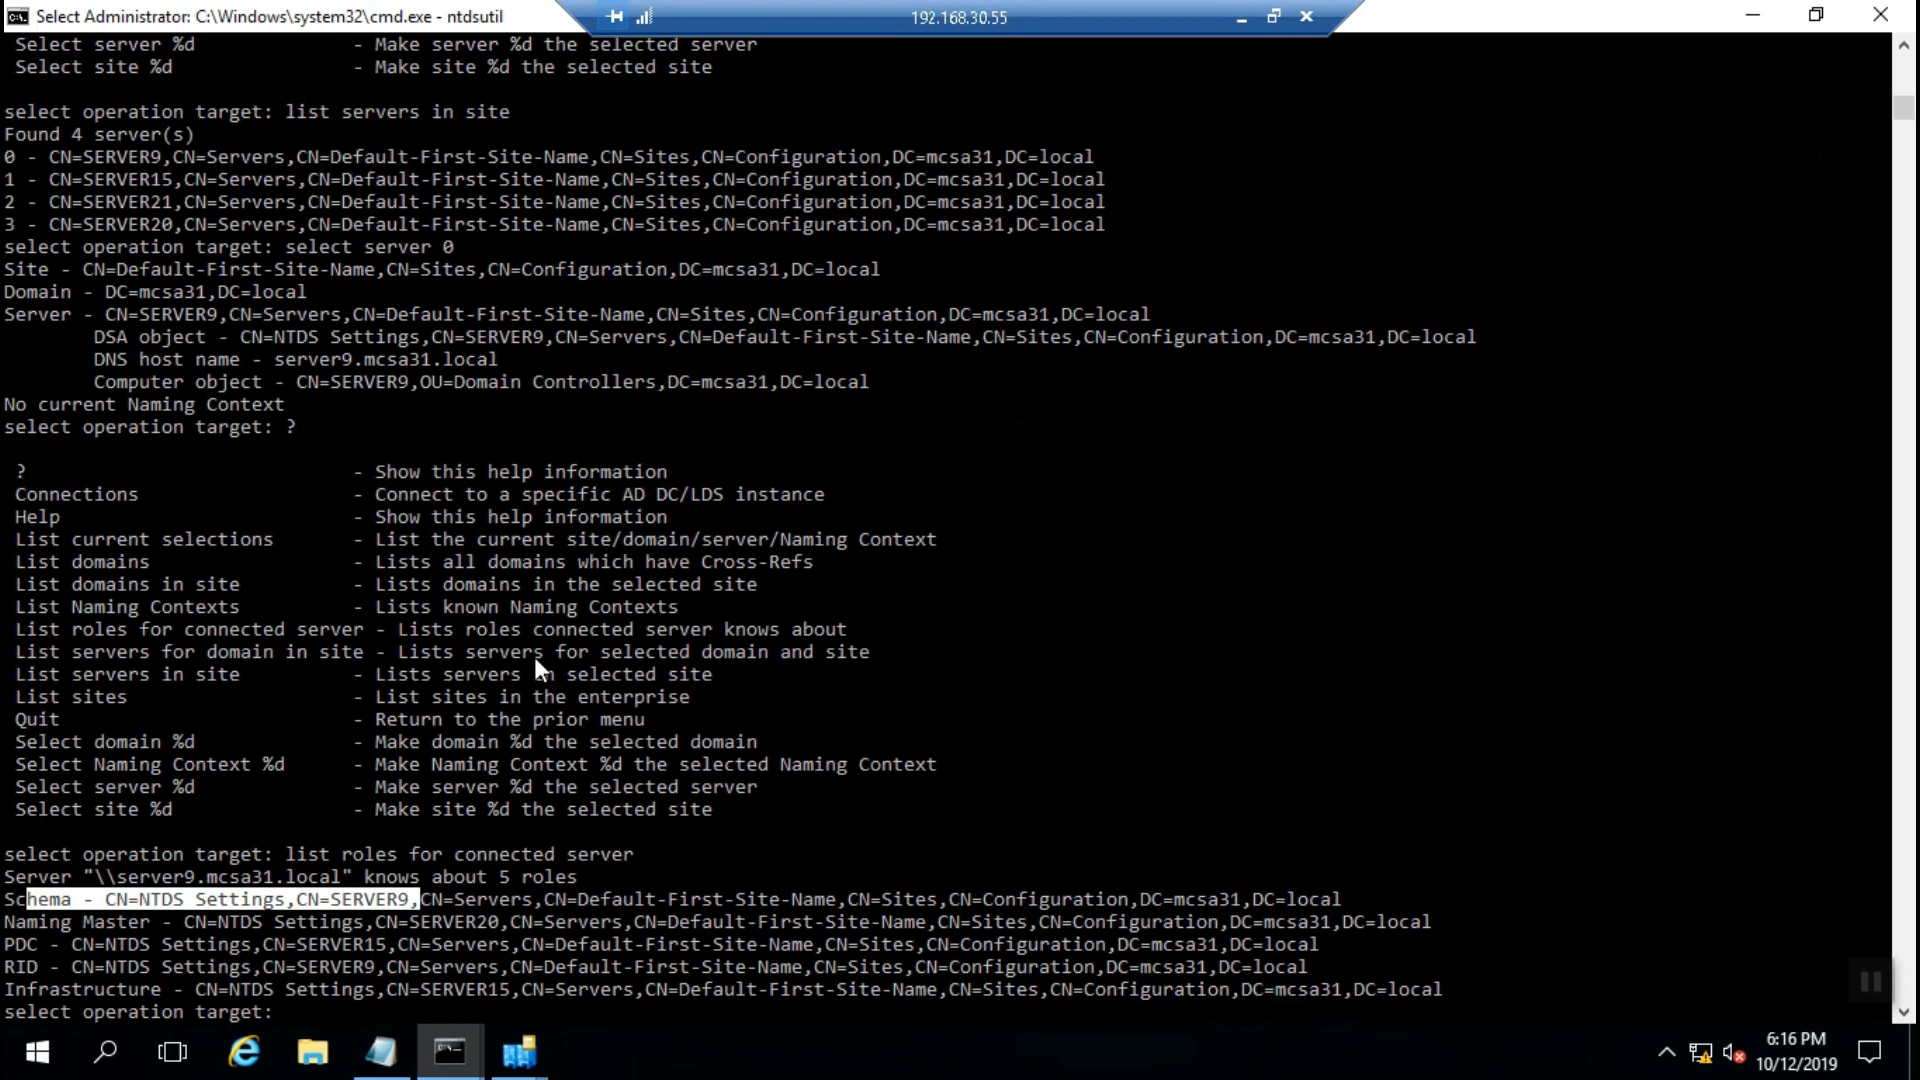 Select Administrator: C:\Windows\system32\cmd.exe - ntdsutil
192.168.30.55
Select server %d - Make server %d the selected server
Select site %d - Make site %d the selected site
select operation target: list servers in site
Found 4 server(s)
0 - CN=SERVER9,CN=Servers,CN=Default-First-Site-Name,CN=Sites,CN=Configuration,DC=mcsa31,DC=local
1 - CN=SERVER15,CN=Servers,CN=Default-First-Site-Name,CN=Sites,CN=Configuration,DC=mcsa31,DC=local
2 - CN=SERVER21,CN=Servers,CN=Default-First-Site-Name,CN=Sites,CN=Configuration,DC=mcsa31,DC=local
3 - CN=SERVER20,CN=Servers,CN=Default-First-Site-Name,CN=Sites,CN=Configuration,DC=mcsa31,DC=local
select operation target: select server 0
Site - CN=Default-First-Site-Name,CN=Sites,CN=Configuration,DC=mcsa31,DC=local
Domain - DC=mcsa31,DC=local
Server - CN=SERVER9,CN=Servers,CN=Default-First-Site-Name,CN=Sites,CN=Configuration,DC=mcsa31,DC=local
DSA object - CN=NTDS Settings,CN=SERVER9,CN=Servers,CN=Default-First-Site-Name,CN=Sites,CN=Configuration,DC=mcsa31,DC=local
DNS host name - server9.mcsa31.local
Computer object - CN=SERVER9,OU=Domain Controllers,DC=mcsa31,DC=local
No current Naming Context
select operation target: ?
? - Show this help information
Connections - Connect to a specific AD DC/LDS instance
Help - Show this help information
List current selections - List the current site/domain/server/Naming Context
List domains - Lists all domains which have Cross-Refs
List domains in site - Lists domains in the selected site
List Naming Contexts - Lists known Naming Contexts
List roles for connected server - Lists roles connected server knows about
List servers for domain in site - Lists servers for selected domain and site
List servers in site - Lists servers in selected site
List sites - List sites in the enterprise
Quit - Return to the prior menu
Select domain %d - Make domain %d the selected domain
Select Naming Context %d - Make Naming Context %d the selected Naming Context
Select server %d - Make server %d the selected server
Select site %d - Make site %d the selected site
select operation target: list roles for connected server
Server "\\server9.mcsa31.local" knows about 5 roles
Schema - CN=NTDS Settings,CN=SERVER9,CN=Servers,CN=Default-First-Site-Name,CN=Sites,CN=Configuration,DC=mcsa31,DC=local
Naming Master - CN=NTDS Settings,CN=SERVER20,CN=Servers,CN=Default-First-Site-Name,CN=Sites,CN=Configuration,DC=mcsa31,DC=local
PDC - CN=NTDS Settings,CN=SERVER15,CN=Servers,CN=Default-First-Site-Name,CN=Sites,CN=Configuration,DC=mcsa31,DC=local
RID - CN=NTDS Settings,CN=SERVER9,CN=Servers,CN=Default-First-Site-Name,CN=Sites,CN=Configuration,DC=mcsa31,DC=local
Infrastructure - CN=NTDS Settings,CN=SERVER15,CN=Servers,CN=Default-First-Site-Name,CN=Sites,CN=Configuration,DC=mcsa31,DC=local
select operation target:
6:16 PM
10/12/2019